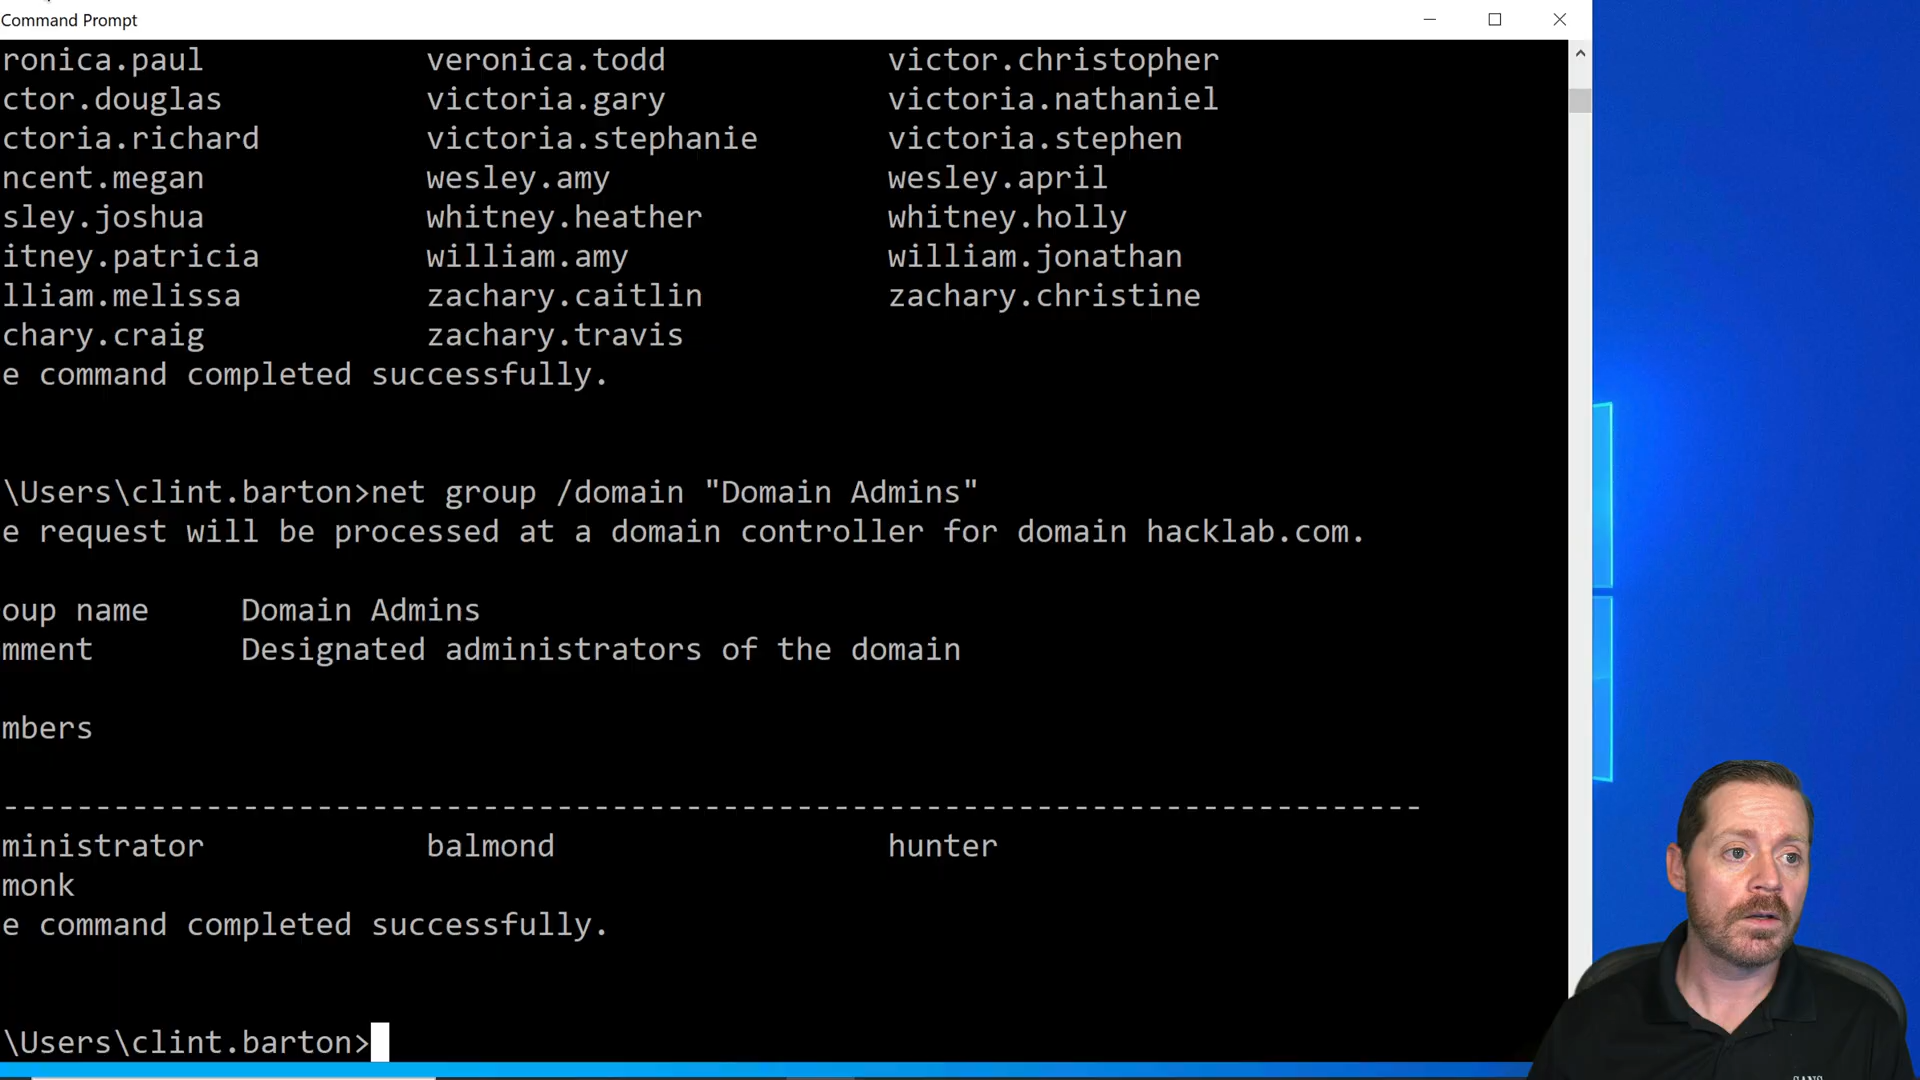 Command Prompt
ronica.paul veronica.todd victor.christopher
ctor.douglas victoria.gary victoria.nathaniel
ctoria.richard victoria.stephanie victoria.stephen
ncent.megan wesley.amy wesley.april
sley.joshua whitney.heather whitney.holly
itney.patricia william.amy william.jonathan
lliam.melissa zachary.caitlin zachary.christine
chary.craig zachary.travis
e command completed successfully.
\Users\clint.barton>net group /domain "Domain Admins"
e request will be processed at a domain controller for domain hacklab.com.
oup name Domain Admins
mment Designated administrators of the domain
mbers
-----------------------------------------------------------------------------
ministrator balmond hunter
monk
e command completed successfully.
\Users\clint.barton>